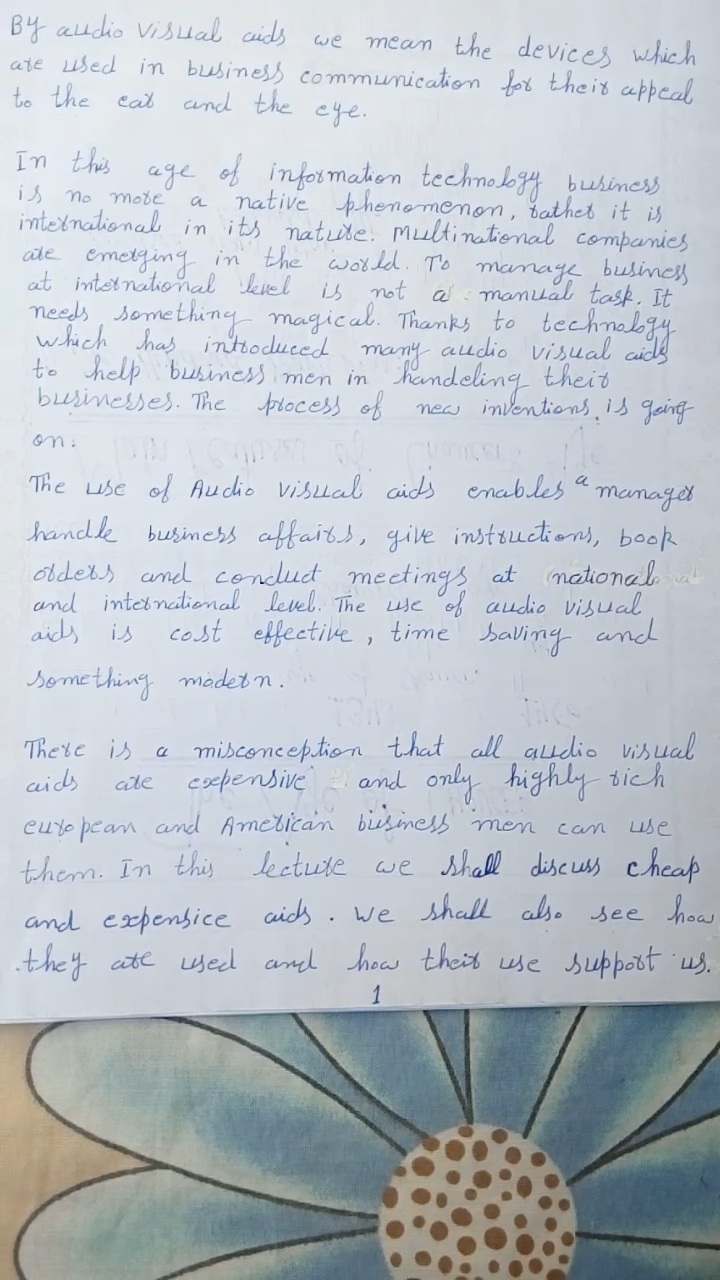 By audio visual aids we mean the devices which
are used in business communication for their appeal
to the ear and the eye.
In this age of information technology business
is no more a native phenomenon, rather it is
international in its nature. Multinational companies
are emerging in the world. To manage business
at international level is not a manual task. It
needs something magical. Thanks to technology
which has introduced many audio visual aids
to help business men in handeling their
businesses. The process of new inventions is going
on.
The use of Audio visual aids enables a manager
handle business affairs, give instructions, book
orders and conduct meetings at national
and international level. The use of audio visual
aids is cost effective, time saving and
something modern.
There is a misconception that all audio visual
aids are expensive and only highly rich
european and American business men can use
them. In this lecture we shall discuss cheap
and expensice aids. We shall also see how
they are used and how their use support us.
1